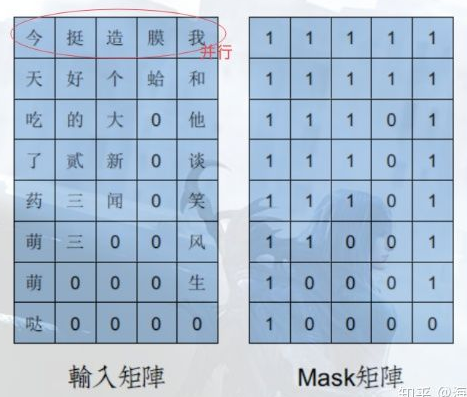 今 挺 造 膜 我 1 1 1 1 1
并行
天 好 个 蛤 和 1 1 1 1 1
吃 的 大 0 他 1 1 1 0 1
了 贰 新 0 谈 1 1 1 0 1
药 三 闻 0 笑 1 1 1 0 1
萌 三 0 0 风 1 1 0 0 1
萌 0 0 0 生 1 0 0 0 1
哒 0 0 0 0 1 0 0 0 0
輸入矩陣 Mask矩陣
知乎 @海